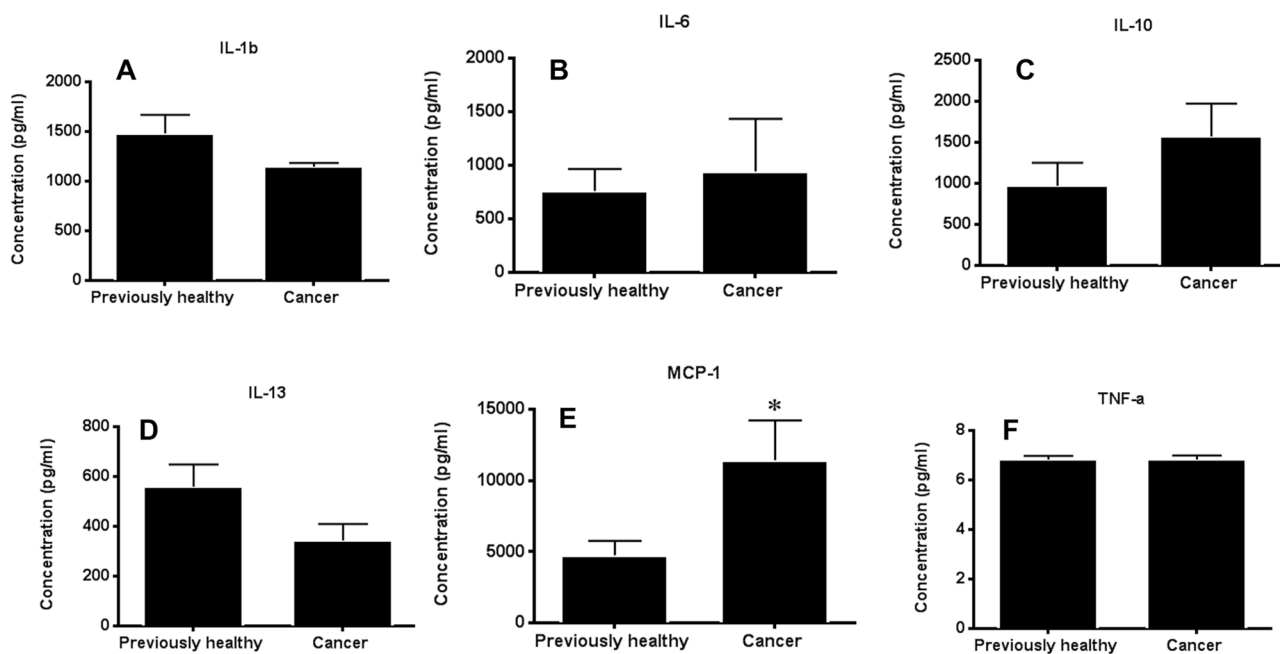 IL-1b
A
Concentration (pg/ml)
2000
1500
1000
500
0
Previously healthy
Cancer
IL-6
B
Concentration (pg/ml)
2000
1500
1000
500
0
Previously healthy
Cancer
IL-10
C
Concentration (pg/ml)
2500
2000
1500
1000
500
0
Previously healthy
Cancer
IL-13
D
Concentration (pg/ml)
800
600
400
200
0
Previously healthy
Cancer
MCP-1
E
*
Concentration (pg/ml)
15000
10000
5000
0
Previously healthy
Cancer
TNF-a
F
Concentration (pg/ml)
8
6
4
2
0
Previously healthy
Cancer